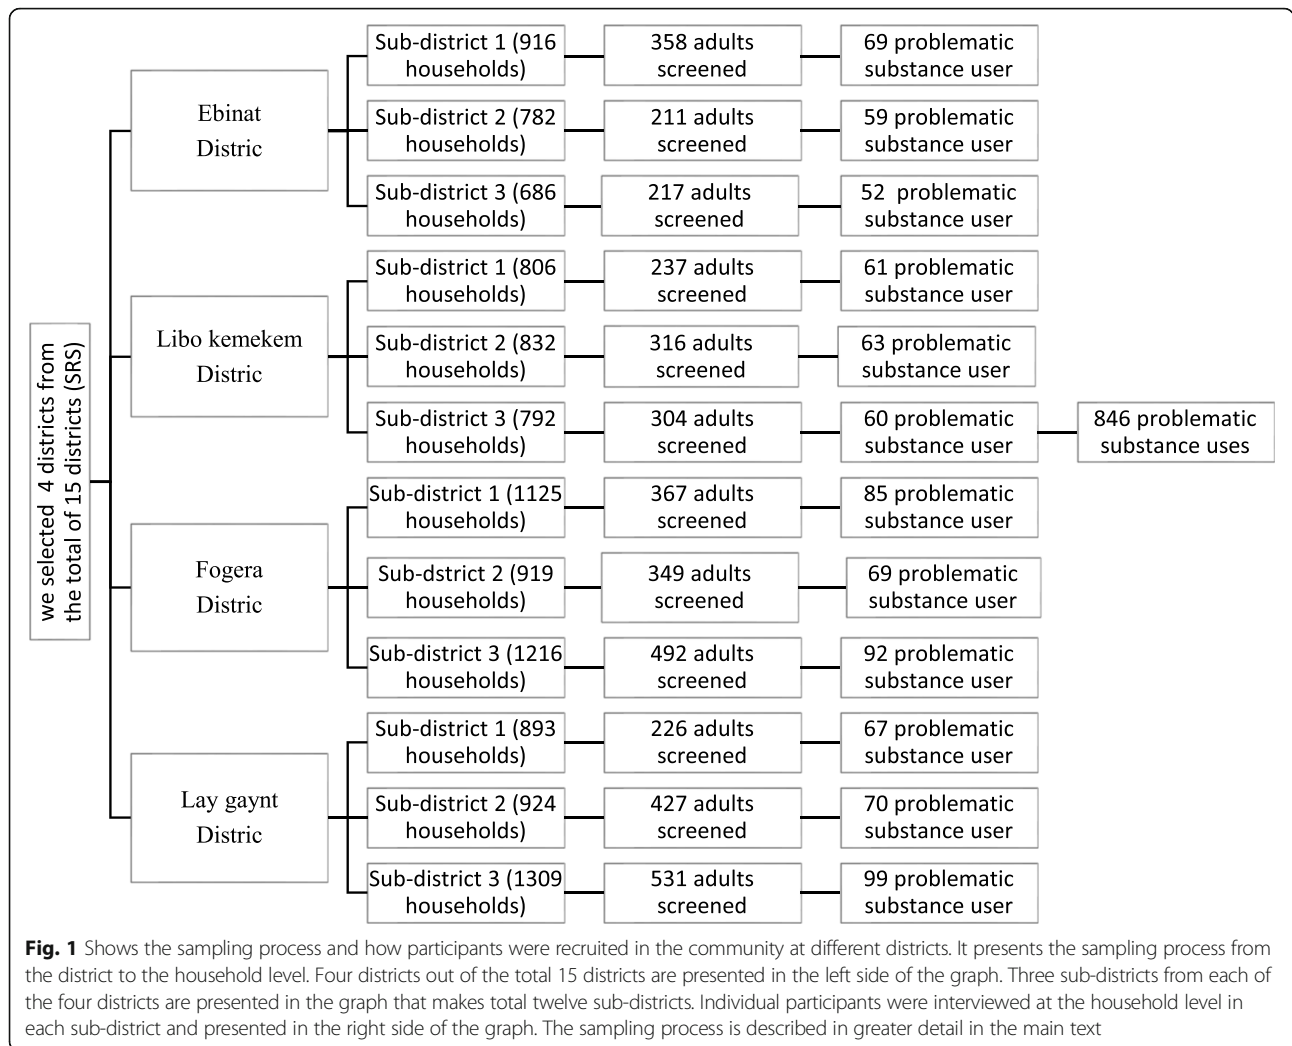 we selected 4 districts from
the total of 15 districts (SRS)
Ebinat
Distric
Sub-district 1 (916
households)
358 adults
screened
69 problematic
substance user
Sub-district 2 (782
households)
211 adults
screened
59 problematic
substance user
Sub-district 3 (686
households)
217 adults
screened
52 problematic
substance user
Libo kemekem
Distric
Sub-district 1 (806
households)
237 adults
screened
61 problematic
substance user
Sub-district 2 (832
households)
316 adults
screened
63 problematic
substance user
Sub-district 3 (792
households)
304 adults
screened
60 problematic
substance user
846 problematic
substance uses
Fogera
Distric
Sub-district 1 (1125
households)
367 adults
screened
85 problematic
substance user
Sub-dstrict 2 (919
households)
349 adults
screened
69 problematic
substance user
Sub-district 3 (1216
households)
492 adults
screened
92 problematic
substance user
Lay gaynt
Distric
Sub-district 1 (893
households)
226 adults
screened
67 problematic
substance user
Sub-district 2 (924
households)
427 adults
screened
70 problematic
substance user
Sub-district 3 (1309
households)
531 adults
screened
99 problematic
substance user
Fig. 1 Shows the sampling process and how participants were recruited in the community at different districts. It presents the sampling process from
the district to the household level. Four districts out of the total 15 districts are presented in the left side of the graph. Three sub-districts from each of
the four districts are presented in the graph that makes total twelve sub-districts. Individual participants were interviewed at the household level in
each sub-district and presented in the right side of the graph. The sampling process is described in greater detail in the main text